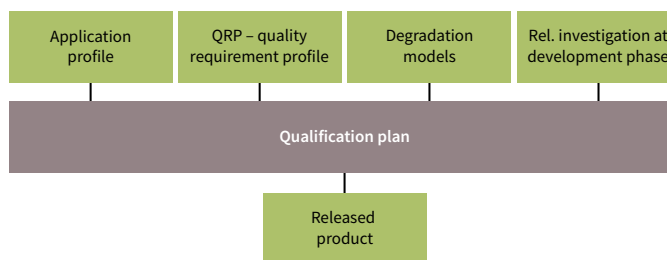 Application
profile
QRP – quality
requirement profile
Degradation
models
Rel. investigation at
development phase
Qualification plan
Released
product